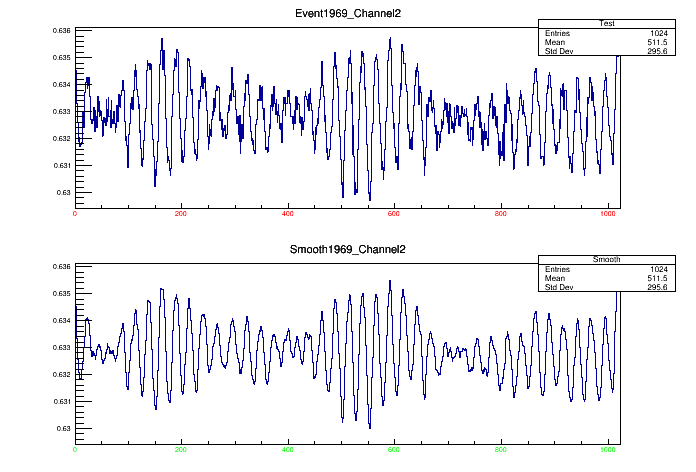 Event1969_Channel2
Test
Entries 1024
Mean 511.5
Std Dev 295.6
0.636
0.635
0.634
0.633
0.632
0.631
0.63
0 200 400 600 800 1000
Smooth1969_Channel2
Smooth
Entries 1024
Mean 511.5
Std Dev 295.6
0.636
0.635
0.634
0.633
0.632
0.631
0.63
0 200 400 600 800 1000